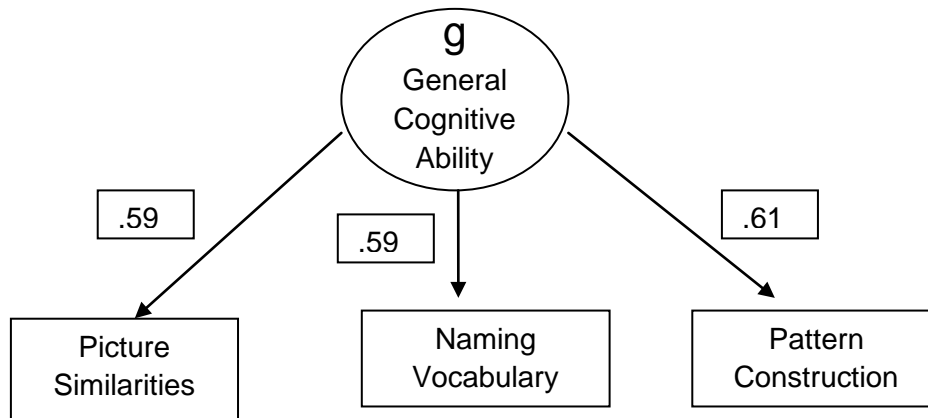 g
General
Cognitive
Ability
.59
.59
.61
Picture
Similarities
Naming
Vocabulary
Pattern
Construction